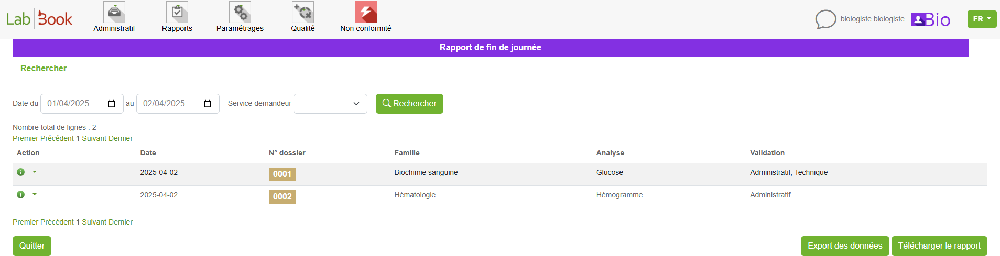 Lab Book
Administratif Rapports Paramétrages Qualité Non conformité
biologiste biologiste Bio FR
Rapport de fin de journée
Rechercher
Date du 01/04/2025 au 02/04/2025 Service demandeur Rechercher
Nombre total de lignes : 2
Premier Précédent 1 Suivant Dernier
Action Date N° dossier Famille Analyse Validation
2025-04-02 0001 Biochimie sanguine Glucose Administratif, Technique
2025-04-02 0002 Hématologie Hémogramme Administratif
Premier Précédent 1 Suivant Dernier
Quitter Export des données Télécharger le rapport